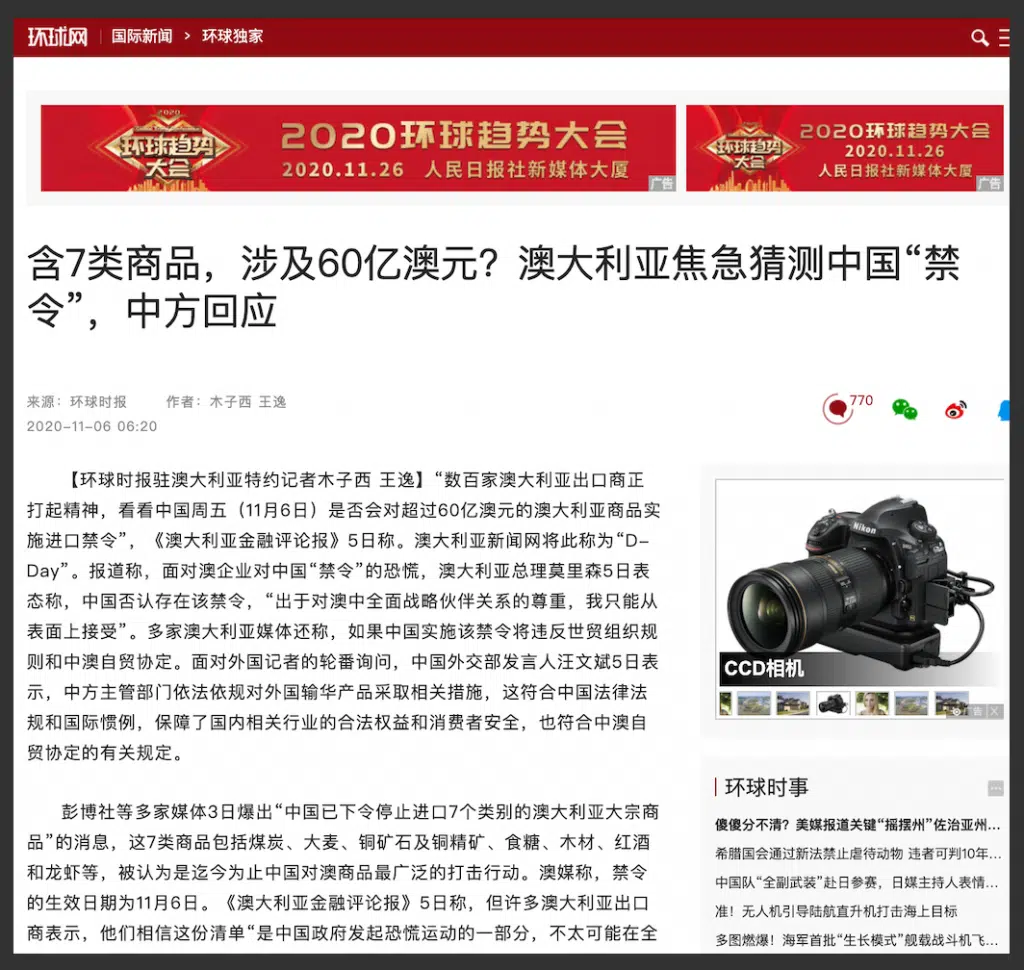 环球网 国际新闻 > 环球独家
2020
环球趋势
大会
2020环球趋势大会
2020.11.26 人民日报社新媒体大厦
广告
2020
环球趋势
大会
2020环球趋势大会
2020.11.26
人民日报社新媒体大厦
广告
含7类商品，涉及60亿澳元？澳大利亚焦急猜测中国“禁
令”，中方回应
来源：环球时报 作者：木子西 王逸
2020-11-06 06:20
770
【环球时报驻澳大利亚特约记者木子西 王逸】“数百家澳大利亚出口商正
打起精神，看看中国周五（11月6日）是否会对超过60亿澳元的澳大利亚商品实
施进口禁令”，《澳大利亚金融评论报》5日称。澳大利亚新闻网将此称为“D-
Day”。报道称，面对澳企业对中国“禁令”的恐慌，澳大利亚总理莫里森5日表
态称，中国否认存在该禁令，“出于对澳中全面战略伙伴关系的尊重，我只能从
表面上接受”。多家澳大利亚媒体还称，如果中国实施该禁令将违反世贸组织规
则和中澳自贸协定。面对外国记者的轮番询问，中国外交部发言人汪文斌5日表
示，中方主管部门依法依规对外国输华产品采取相关措施，这符合中国法律法
规和国际惯例，保障了国内相关行业的合法权益和消费者安全，也符合中澳自
贸协定的有关规定。
彭博社等多家媒体3日爆出“中国已下令停止进口7个类别的澳大利亚大宗商
品”的消息，这7类商品包括煤炭、大麦、铜矿石及铜精矿、食糖、木材、红酒
和龙虾等，被认为是迄今为止中国对澳商品最广泛的打击行动。澳媒称，禁令
的生效日期为11月6日。《澳大利亚金融评论报》5日称，但许多澳大利亚出口
商表示，他们相信这份清单“是中国政府发起恐慌运动的一部分，不太可能在全
Nikon
CCD相机
广告
环球时事
傻傻分不清？美媒报道关键“摇摆州”佐治亚州...
希腊国会通过新法禁止虐待动物 违者可判10年...
中国队“全副武装”赴日参赛，日媒主持人表情...
准！无人机引导陆航直升机打击海上目标
多图燃爆！海军首批“生长模式”舰载战斗机飞...